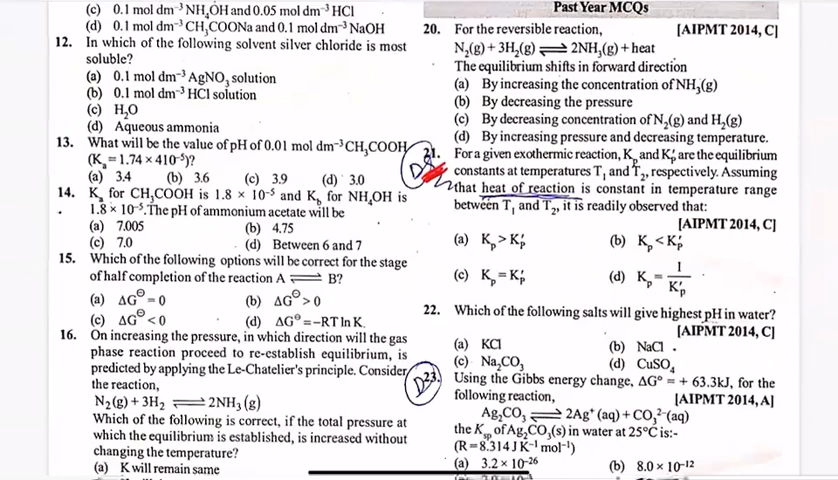 (c) 0.1 mol dm⁻³ NH₄OH and 0.05 mol dm⁻³ HCl
(d) 0.1 mol dm⁻³ CH₃COONa and 0.1 mol dm⁻³ NaOH
12. In which of the following solvent silver chloride is most
soluble?
(a) 0.1 mol dm⁻³ AgNO₃ solution
(b) 0.1 mol dm⁻³ HCl solution
(c) H₂O
(d) Aqueous ammonia
13. What will be the value of pH of 0.01 mol dm⁻³ CH₃COOH
(Kₐ = 1.74 × 410⁻⁵)?
(a) 3.4 (b) 3.6 (c) 3.9 (d) 3.0
14. Kₐ for CH₃COOH is 1.8 × 10⁻⁵ and K_b for NH₄OH is
1.8 × 10⁻⁵. The pH of ammonium acetate will be
(a) 7.005 (b) 4.75
(c) 7.0 (d) Between 6 and 7
15. Which of the following options will be correct for the stage
of half completion of the reaction A ⇌ B?
(a) ΔG⊖ = 0 (b) ΔG⊖ > 0
(c) ΔG⊖ < 0 (d) ΔG⊖ = –RT ln K
16. On increasing the pressure, in which direction will the gas
phase reaction proceed to re-establish equilibrium, is
predicted by applying the Le-Chatelier's principle. Consider
the reaction,
N₂(g) + 3H₂ ⇌ 2NH₃(g)
Which of the following is correct, if the total pressure at
which the equilibrium is established, is increased without
changing the temperature?
(a) K will remain same
Past Year MCQs
20. For the reversible reaction, [AIPMT 2014, C]
N₂(g) + 3H₂(g) ⇌ 2NH₃(g) + heat
The equilibrium shifts in forward direction
(a) By increasing the concentration of NH₃(g)
(b) By decreasing the pressure
(c) By decreasing concentration of N₂(g) and H₂(g)
(d) By increasing pressure and decreasing temperature.
21. For a given exothermic reaction, Kₚ and K′ₚ are the equilibrium
constants at temperatures T₁ and T₂, respectively. Assuming
that heat of reaction is constant in temperature range
between T₁ and T₂, it is readily observed that:
[AIPMT 2014, C]
(a) Kₚ > K′ₚ (b) Kₚ < K′ₚ
(c) Kₚ = K′ₚ (d) Kₚ = 1/K′ₚ
22. Which of the following salts will give highest pH in water?
[AIPMT 2014, C]
(a) KCl (b) NaCl
(c) Na₂CO₃ (d) CuSO₄
23. Using the Gibbs energy change, ΔG° = + 63.3kJ, for the
following reaction, [AIPMT 2014, A]
Ag₂CO₃ ⇌ 2Ag⁺ (aq) + CO₃²⁻ (aq)
the Kₛₚ of Ag₂CO₃(s) in water at 25°C is:-
(R = 8.314 J K⁻¹ mol⁻¹)
(a) 3.2 × 10⁻²⁶ (b) 8.0 × 10⁻¹²